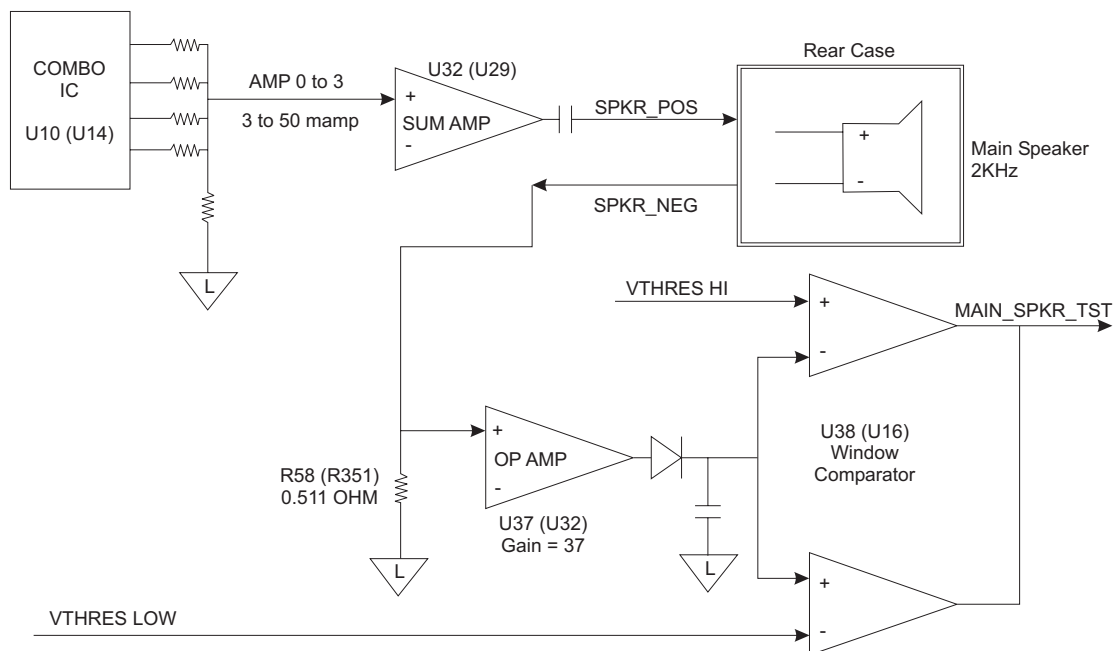 COMBO
IC
U10 (U14)
AMP 0 to 3
3 to 50 mamp
L
U32 (U29)
+
SUM AMP
-
SPKR_POS
Rear Case
+
-
Main Speaker
2KHz
SPKR_NEG
VTHRES HI
+
-
MAIN_SPKR_TST
R58 (R351)
0.511 OHM
L
+
OP AMP
-
U37 (U32)
Gain = 37
L
U38 (U16)
Window
Comparator
VTHRES LOW
+
-